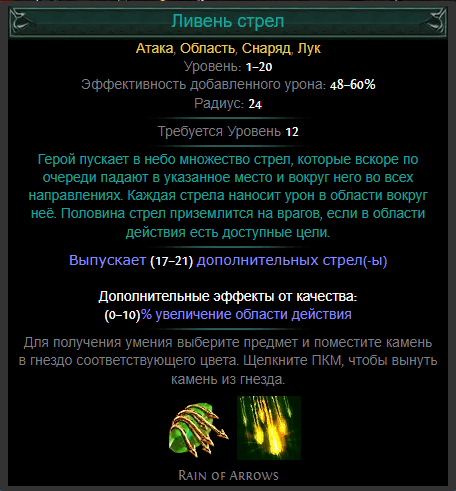 Ливень стрел
Атака, Область, Снаряд, Лук
Уровень: 1–20
Эффективность добавленного урона: 48–60%
Радиус: 24
Требуется Уровень 12
Герой пускает в небо множество стрел, которые вскоре по
очереди падают в указанное место и вокруг него во всех
направлениях. Каждая стрела наносит урон в области вокруг
неё. Половина стрел приземлится на врагов, если в области
действия есть доступные цели.
Выпускает (17–21) дополнительных стрел(-ы)
Дополнительные эффекты от качества:
(0–10)% увеличение области действия
Для получения умения выберите предмет и поместите камень
в гнездо соответствующего цвета. Щелкните ПКМ, чтобы вынуть
камень из гнезда.
Rain of Arrows